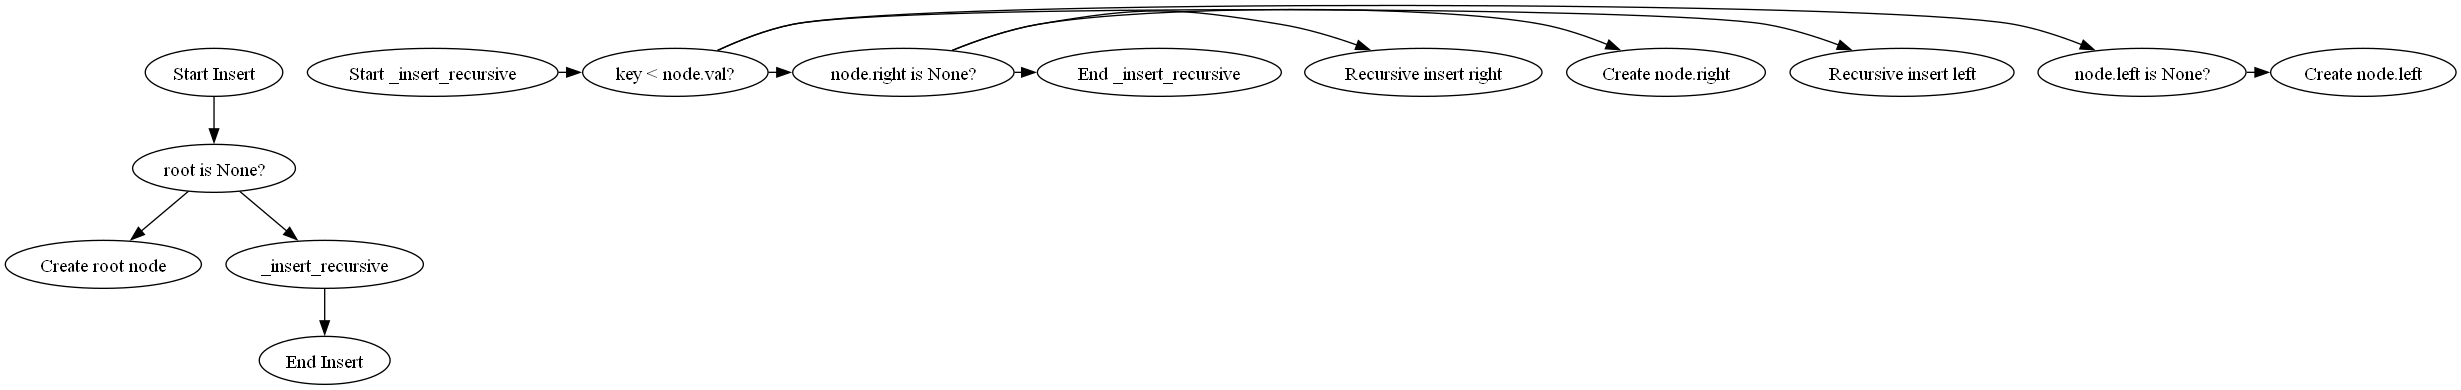 Start Insert
Start _insert_recursive
key < node.val?
node.right is None?
End _insert_recursive
Recursive insert right
Create node.right
Recursive insert left
node.left is None?
Create node.left
root is None?
Create root node
_insert_recursive
End Insert